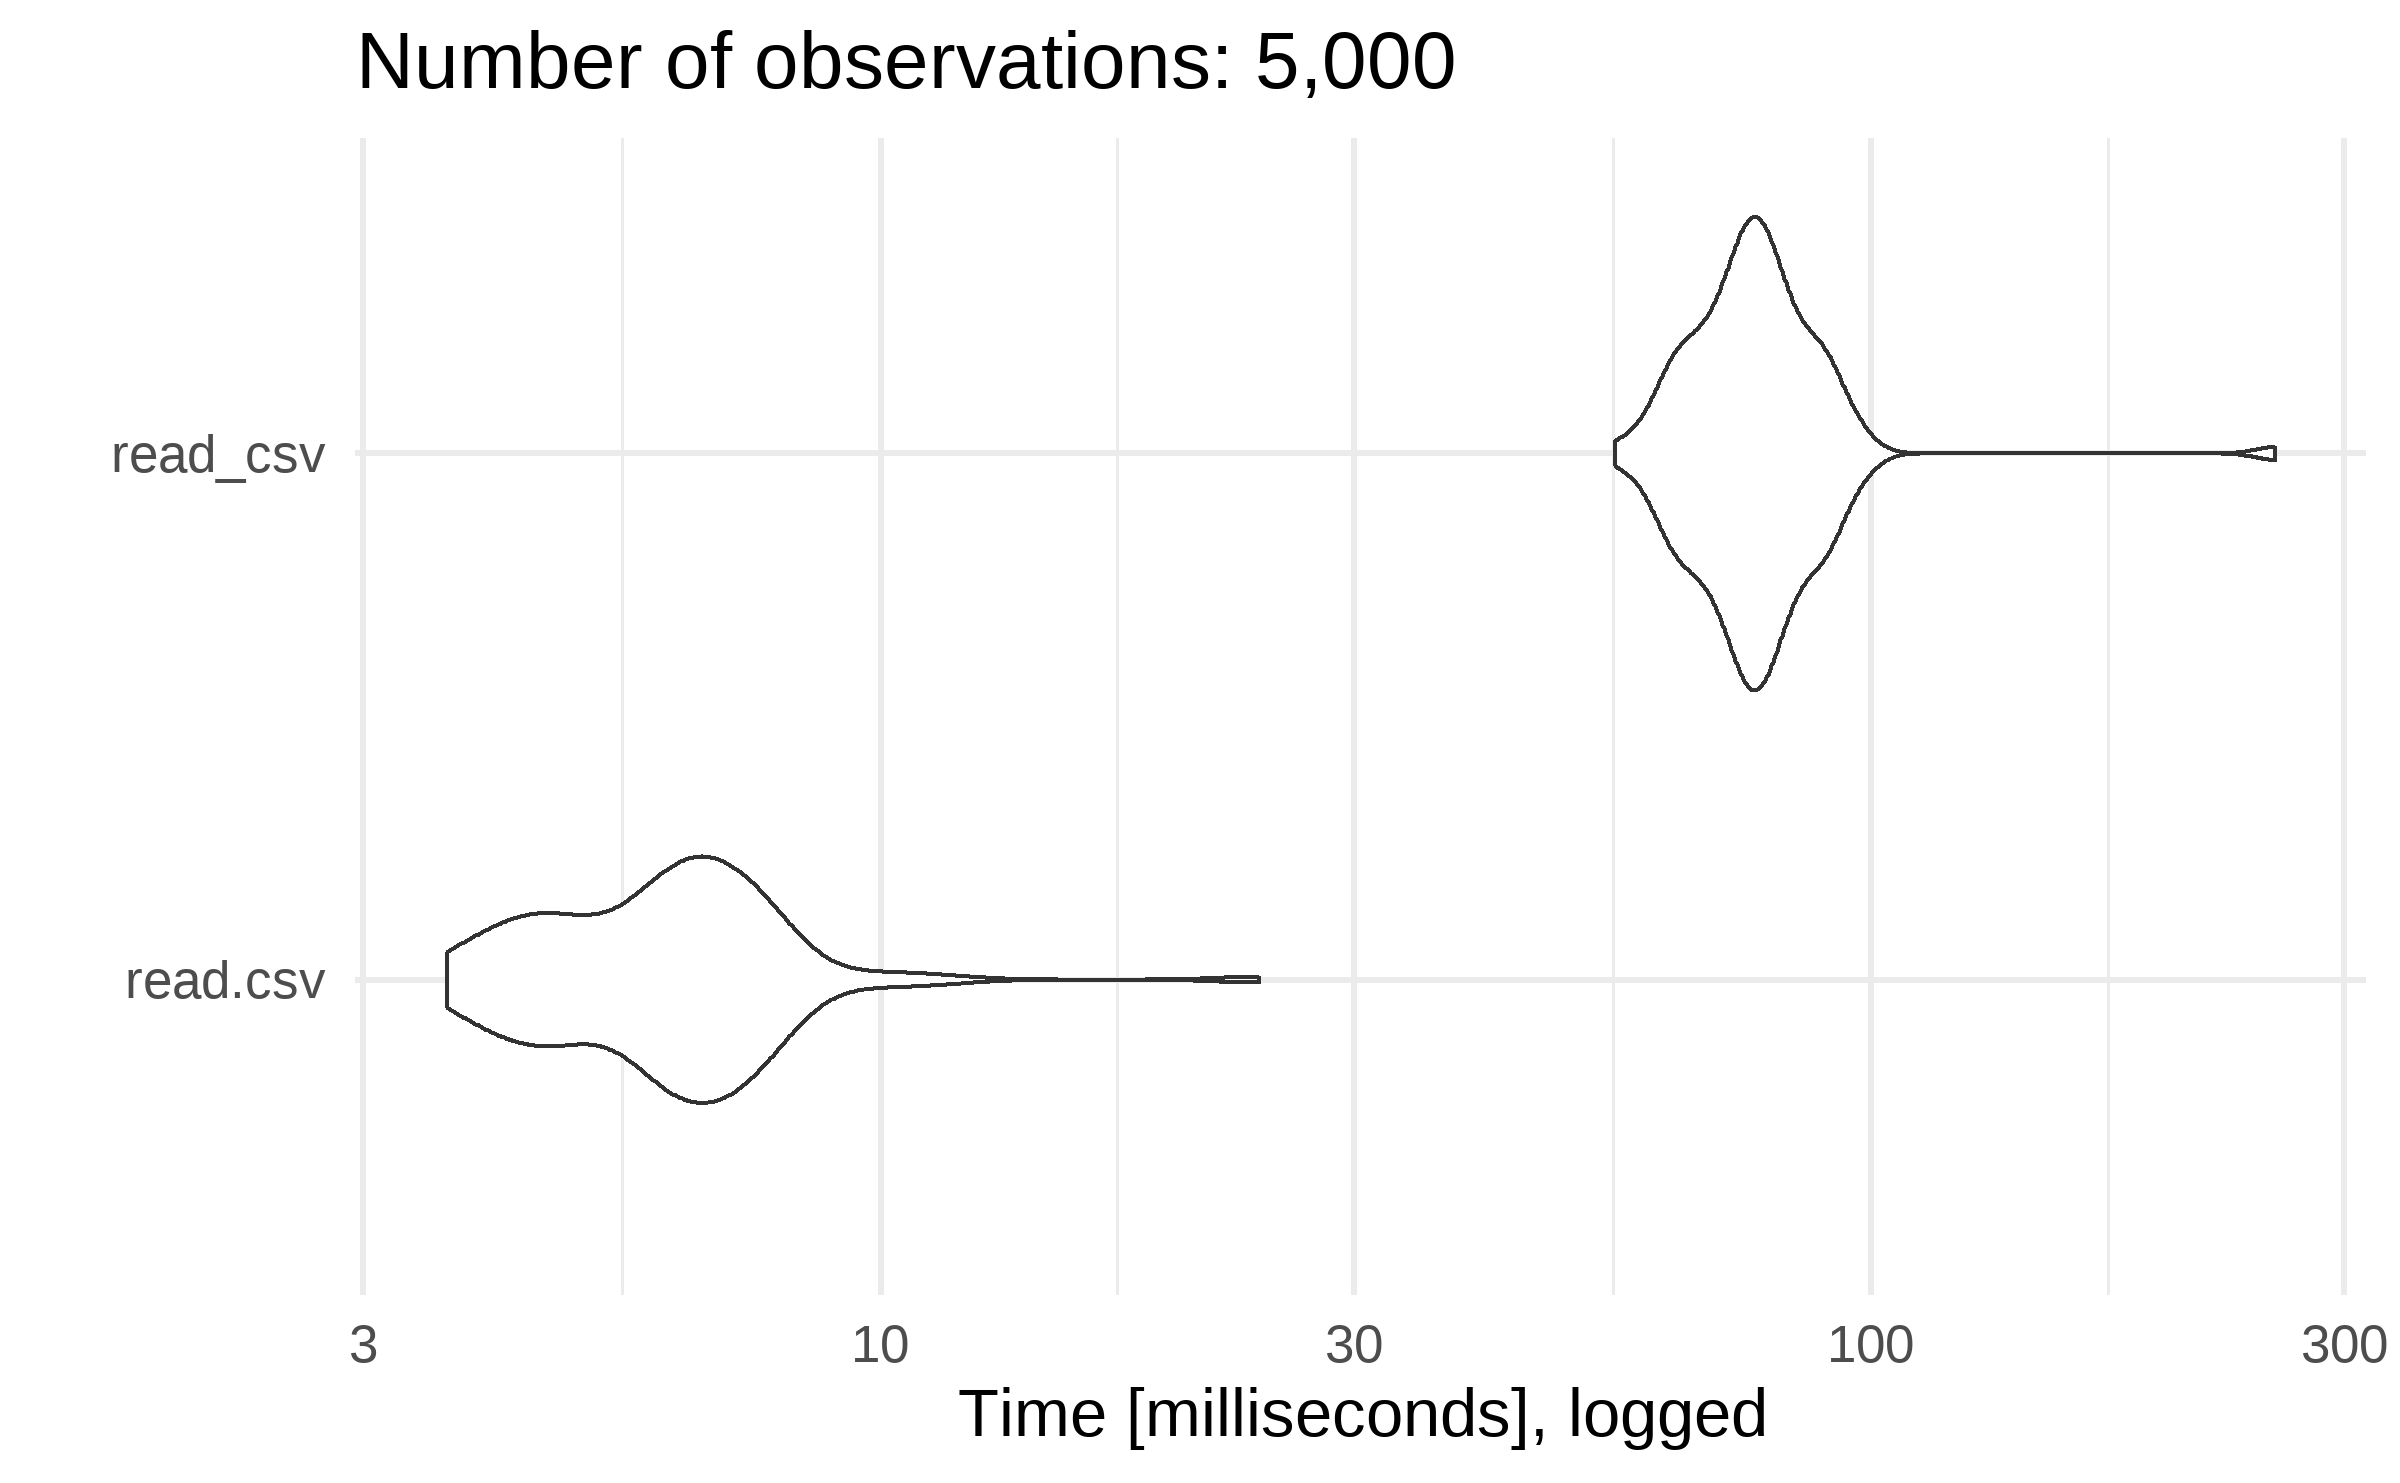 Number of observations: 5,000
read_csv
read.csv
3 10 30 100 300
Time [milliseconds], logged